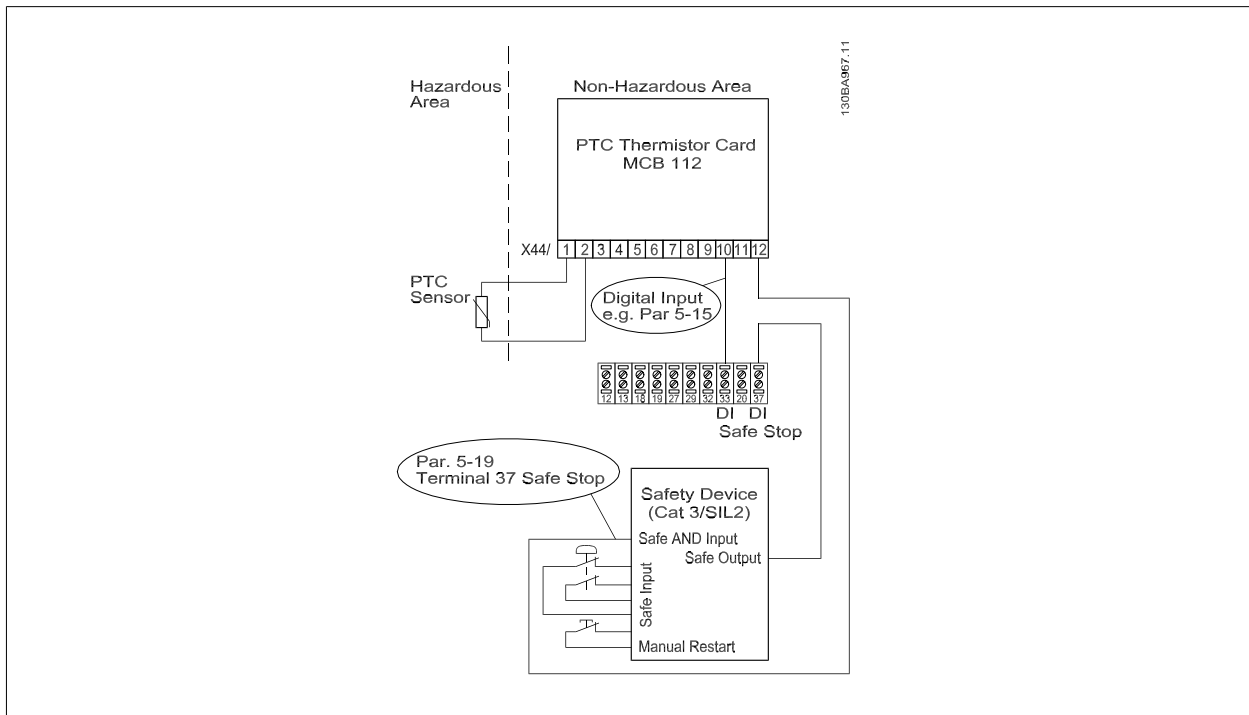 130BA967.11
Hazardous
Area
Non-Hazardous Area
PTC Thermistor Card
MCB 112
X44/ 1 2 3 4 5 6 7 8 9 10 11 12
PTC
Sensor
Digital Input
e.g. Par 5-15
12 13 18 19 27 29 32 33 20 37
DI DI
Safe Stop
Par. 5-19
Terminal 37 Safe Stop
Safety Device
(Cat 3/SIL2)
Safe AND Input
Safe Output
Safe Input
Manual Restart